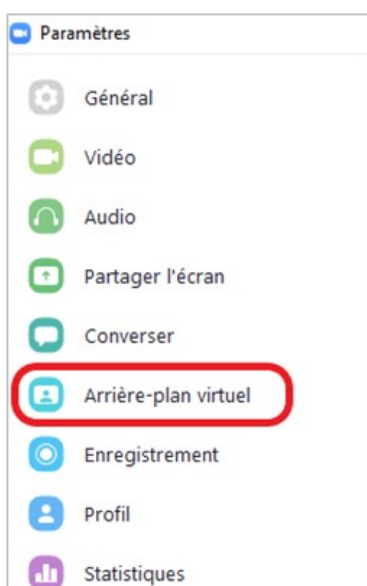 Paramètres
Général
Vidéo
Audio
Partager l'écran
Converser
Arrière-plan virtuel
Enregistrement
Profil
Statistiques